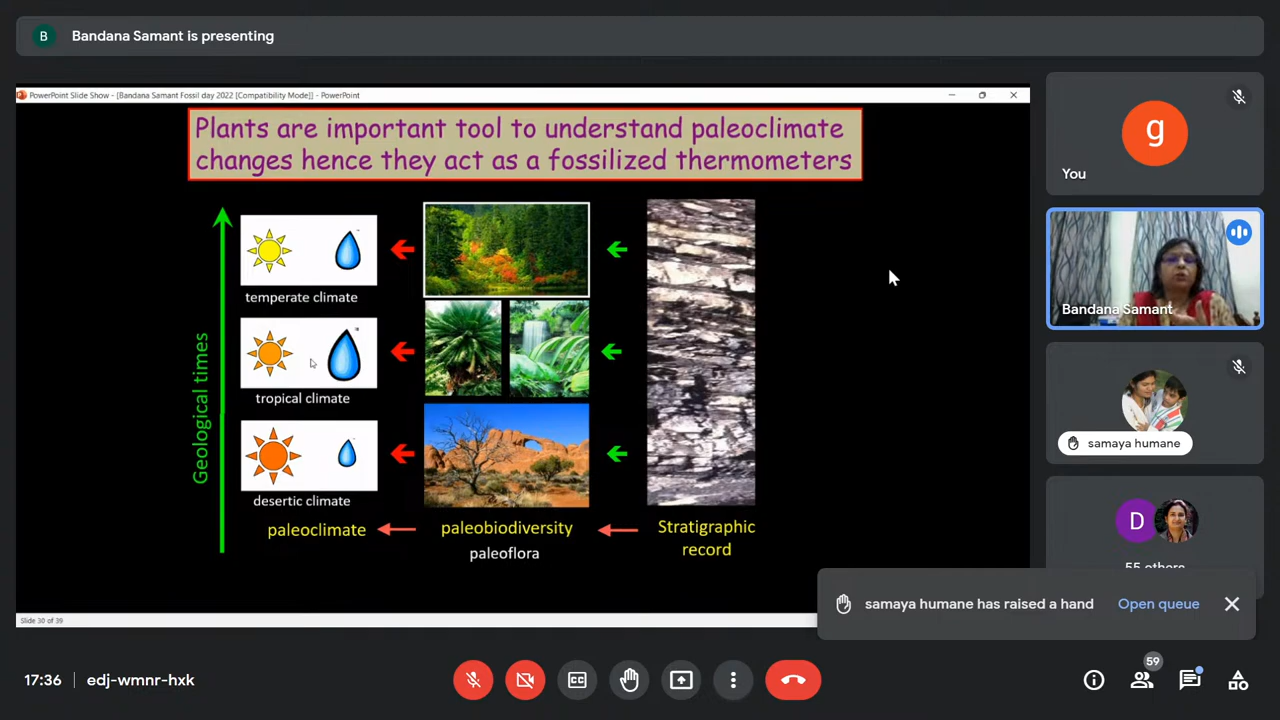 B
Bandana Samant is presenting
PowerPoint Slide Show - [Bandana Samant Fossil day 2022 [Compatibility Mode]] - PowerPoint
Plants are important tool to understand paleoclimate
changes hence they act as a fossilized thermometers
Geological times
temperate climate
tropical climate
desertic climate
paleoclimate
paleobiodiversity
paleoflora
Stratigraphic
record
Slide 30 of 39
g
You
Bandana Samant
samaya humane
D
55 others
samaya humane has raised a hand
Open queue
17:36
edj-wmnr-hxk
59